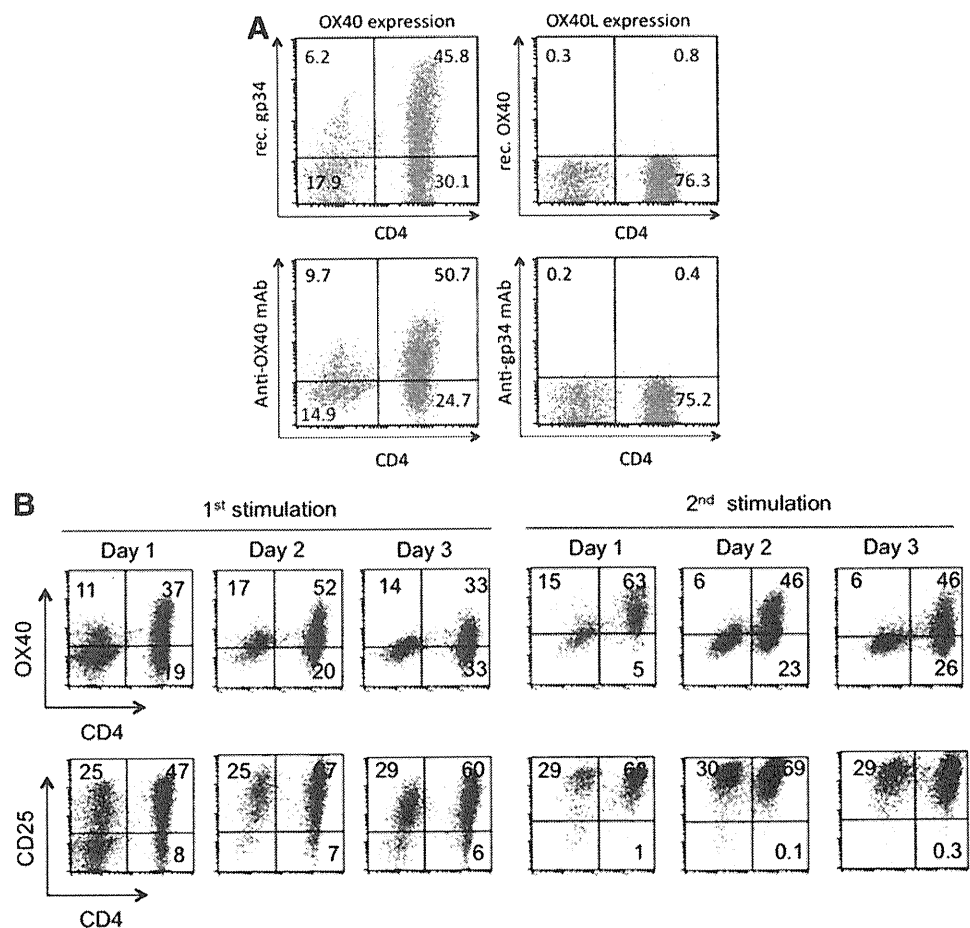 A
OX40 expression
OX40L expression
rec. gp34
6.2
45.8
17.9
30.1
CD4
rec. OX40
0.3
0.8
76.3
CD4
Anti-OX40 mAb
9.7
50.7
14.9
24.7
CD4
Anti-gp34 mAb
0.2
0.4
75.2
CD4
B
1st stimulation
2nd stimulation
Day 1
Day 2
Day 3
Day 1
Day 2
Day 3
OX40
11
37
19
17
52
20
14
33
33
15
63
5
6
46
23
6
46
26
CD4
CD25
25
47
8
25
7
29
60
6
29
1
30
69
0.1
29
0.3
CD4